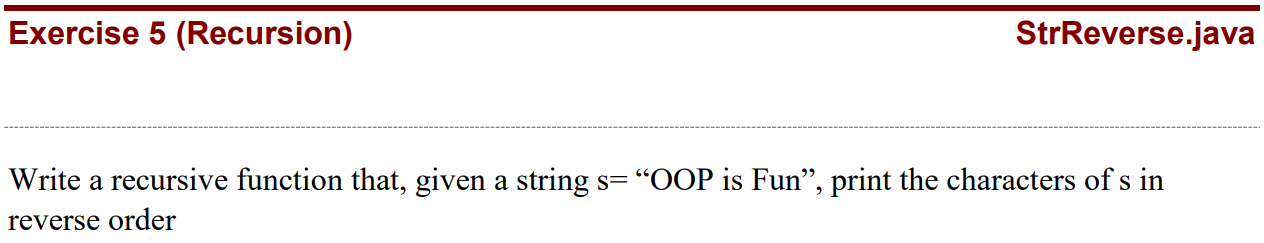 Exercise 5 (Recursion) StrReverse.java
Write a recursive function that, given a string s= “OOP is Fun”, print the characters of s in
reverse order